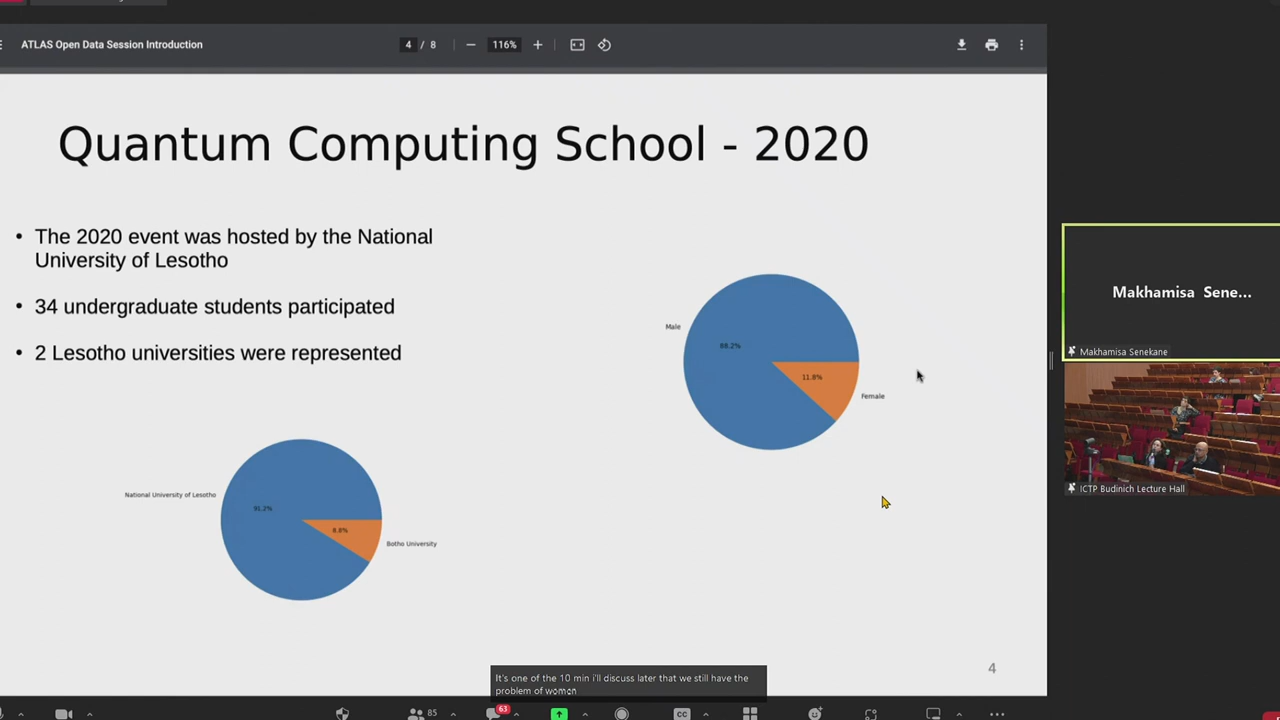 ATLAS Open Data Session Introduction
4 / 8
116%
Quantum Computing School - 2020
• The 2020 event was hosted by the National
University of Lesotho
• 34 undergraduate students participated
• 2 Lesotho universities were represented
Male
88.2%
11.8%
Female
National University of Lesotho
91.2%
8.8%
Botho University
4
It's one of the 10 min i'll discuss later that we still have the
problem of women
Makhamisa Sene...
Makhamisa Senekane
ICTP Budinich Lecture Hall
85
63
CC